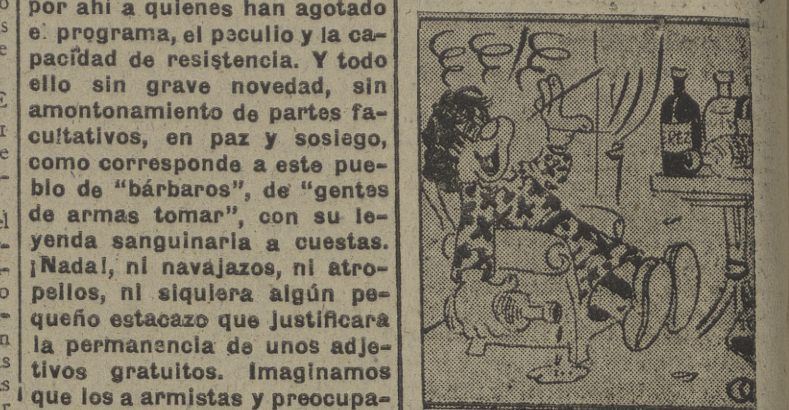 por ahí a quienes han agotado
el programa, el peculio y la ca-
pacidad de resistencia. Y todo
ello sin grave novedad, sin
amontonamiento de partes fa-
cultativos, en paz y sosiego,
como corresponde a este pue-
blo de "bárbaros", de "gentes
de armas tomar", con su le-
yenda sanguinaria a cuestas.
¡Nada!, ni navajazos, ni atro-
pellos, ni siquiera algún pe-
queño estacazo que justificara
la permanencia de unos adje-
tivos gratuitos. Imaginamos
que los a armistas y preocupa-